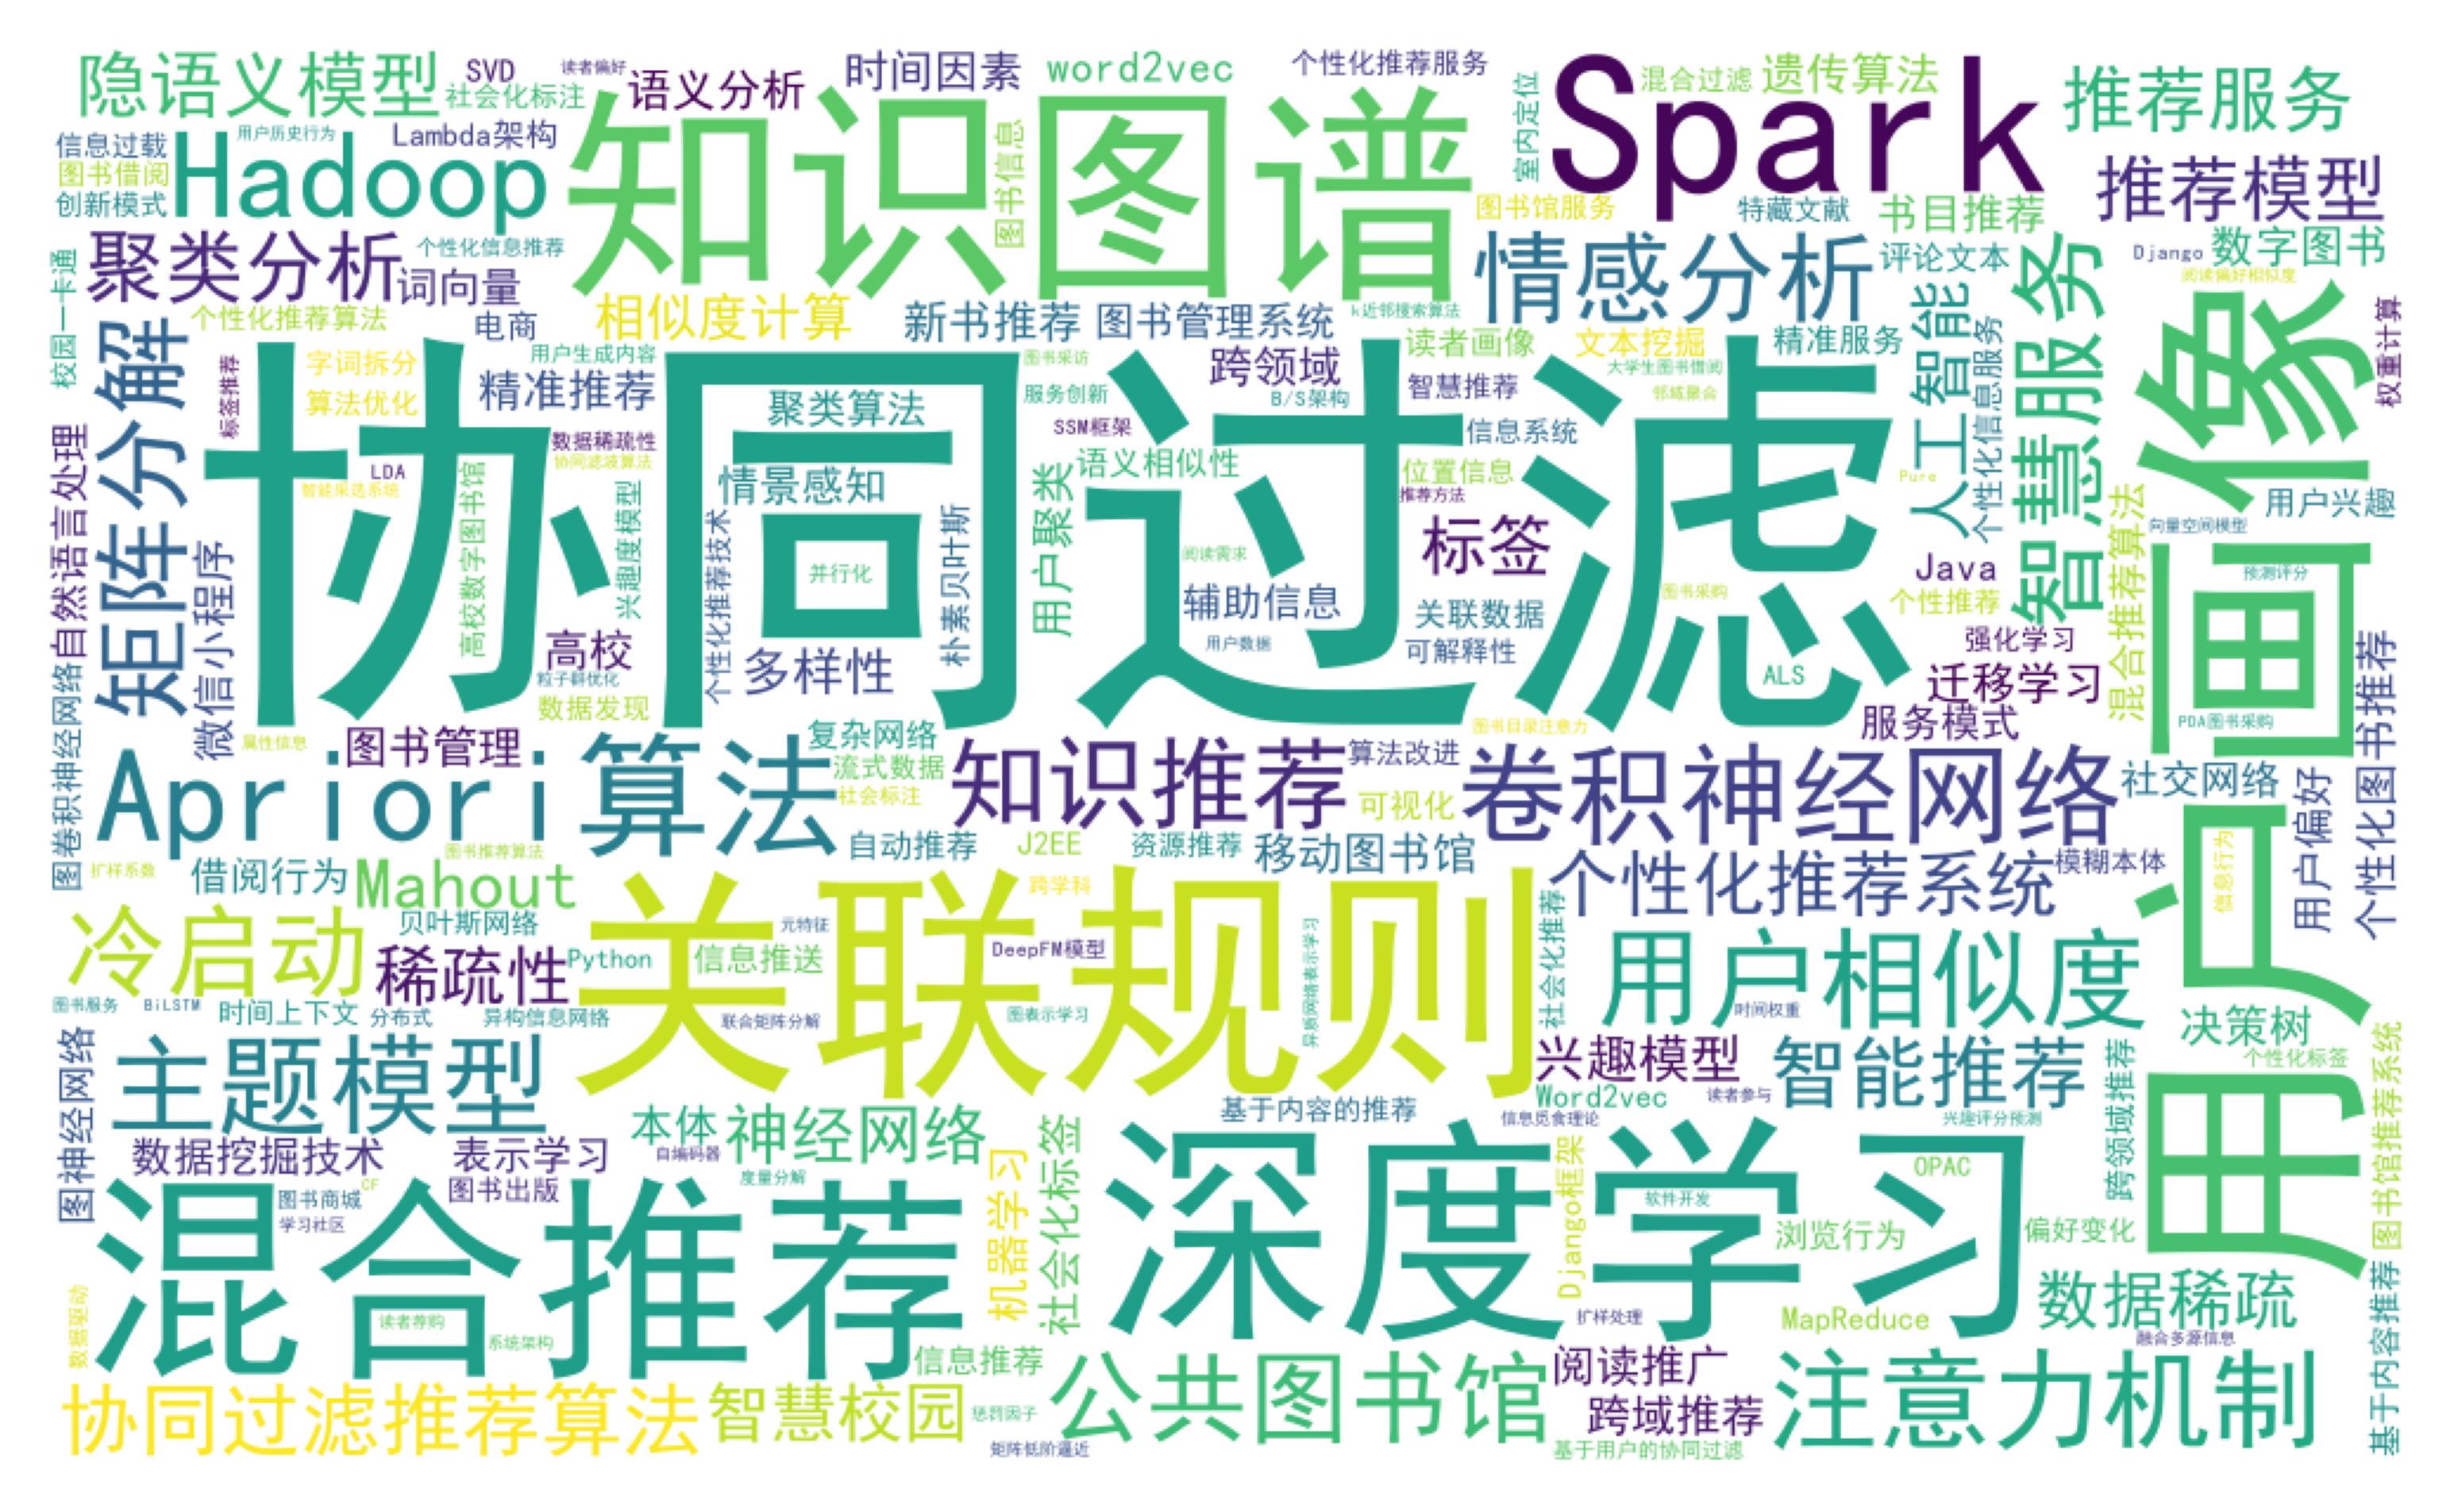 隐语义模型
SVD
读者偏好
语义分析
时间因素
word2vec
个性化推荐服务
Spark
混合过滤
遗传算法
推荐服务
社会化标注
用户历史行为
Lambda架构
信息过载
图书借阅
创新模式
Hadoop
知识图谱
图书信息
室内定位
推荐模型
图书馆服务
特藏文献
书目推荐
聚类分析
个性化信息推荐
词向量
情感分析
评论文本
Django
数字图书
阅读偏好相似度
校园一卡通
个性化推荐算法
电商
相似度计算
新书推荐
图书管理系统
k近邻搜索算法
读者画像
文本挖掘
精准服务
人工智能
个性化信息服务
智慧服务
用户画像
权重计算
矩阵分解
标签推荐
字词拆分
算法优化
用户生成内容
精准推荐
协同过滤
聚类算法
图书采访
服务创新
跨领域
B/S架构
智慧推荐
大学生图书借阅
邻域聚合
SSM框架
信息系统
数据稀疏性
协同滤波算法
LDA
智能采选系统
高校数字图书馆
兴趣度模型
情景感知
个性化推荐技术
朴素贝叶斯
用户聚类
语义相似性
位置信息
推荐方法
Pure
用户兴趣
向量空间模型
自然语言处理
微信小程序
并行化
阅读需求
标签
Java
个性推荐
混合推荐算法
预测评分
辅助信息
关联数据
图书采购
用户数据
可解释性
强化学习
高校
粒子群优化
多样性
ALS
迁移学习
数据发现
服务模式
PDA图书采购
个性化图书推荐
图卷积神经网络
属性信息
图书管理
复杂网络
图书目录注意力
Apriori算法
流式数据
社会标注
知识推荐
算法改进
可视化
卷积神经网络
社交网络
用户偏好
图书推荐算法
自动推荐
J2EE
资源推荐
移动图书馆
个性化推荐系统
模糊本体
信息行为
扩样系数
借阅行为
Mahout
跨学科
冷启动
贝叶斯网络
关联规则
元特征
稀疏性
Python
信息推送
DeepFM模型
异质网络表示学习
社会化推荐
用户相似度
图书服务
BiLSTM
时间上下文
分布式
异构信息网络
联合矩阵分解
图表示学习
时间权重
决策树
个性化标签
图书馆推荐系统
图神经网络
主题模型
兴趣模型
智能推荐
跨领域推荐
Word2vec
读者参与
基于内容的推荐
信息觅食理论
兴趣评分预测
本体
神经网络
社会化标签
数据挖掘技术
表示学习
自编码器
度量分解
机器学习
深度学习
Django框架
OPAC
CF
图书商城
图书出版
学习社区
软件开发
混合推荐
浏览行为
偏好变化
数据驱动
读者荐购
系统架构
扩样处理
MapReduce
数据稀疏
融合多源信息
基于内容推荐
信息推荐
公共图书馆
阅读推广
注意力机制
协同过滤推荐算法
智慧校园
惩罚因子
跨域推荐
矩阵低阶逼近
基于用户的协同过滤